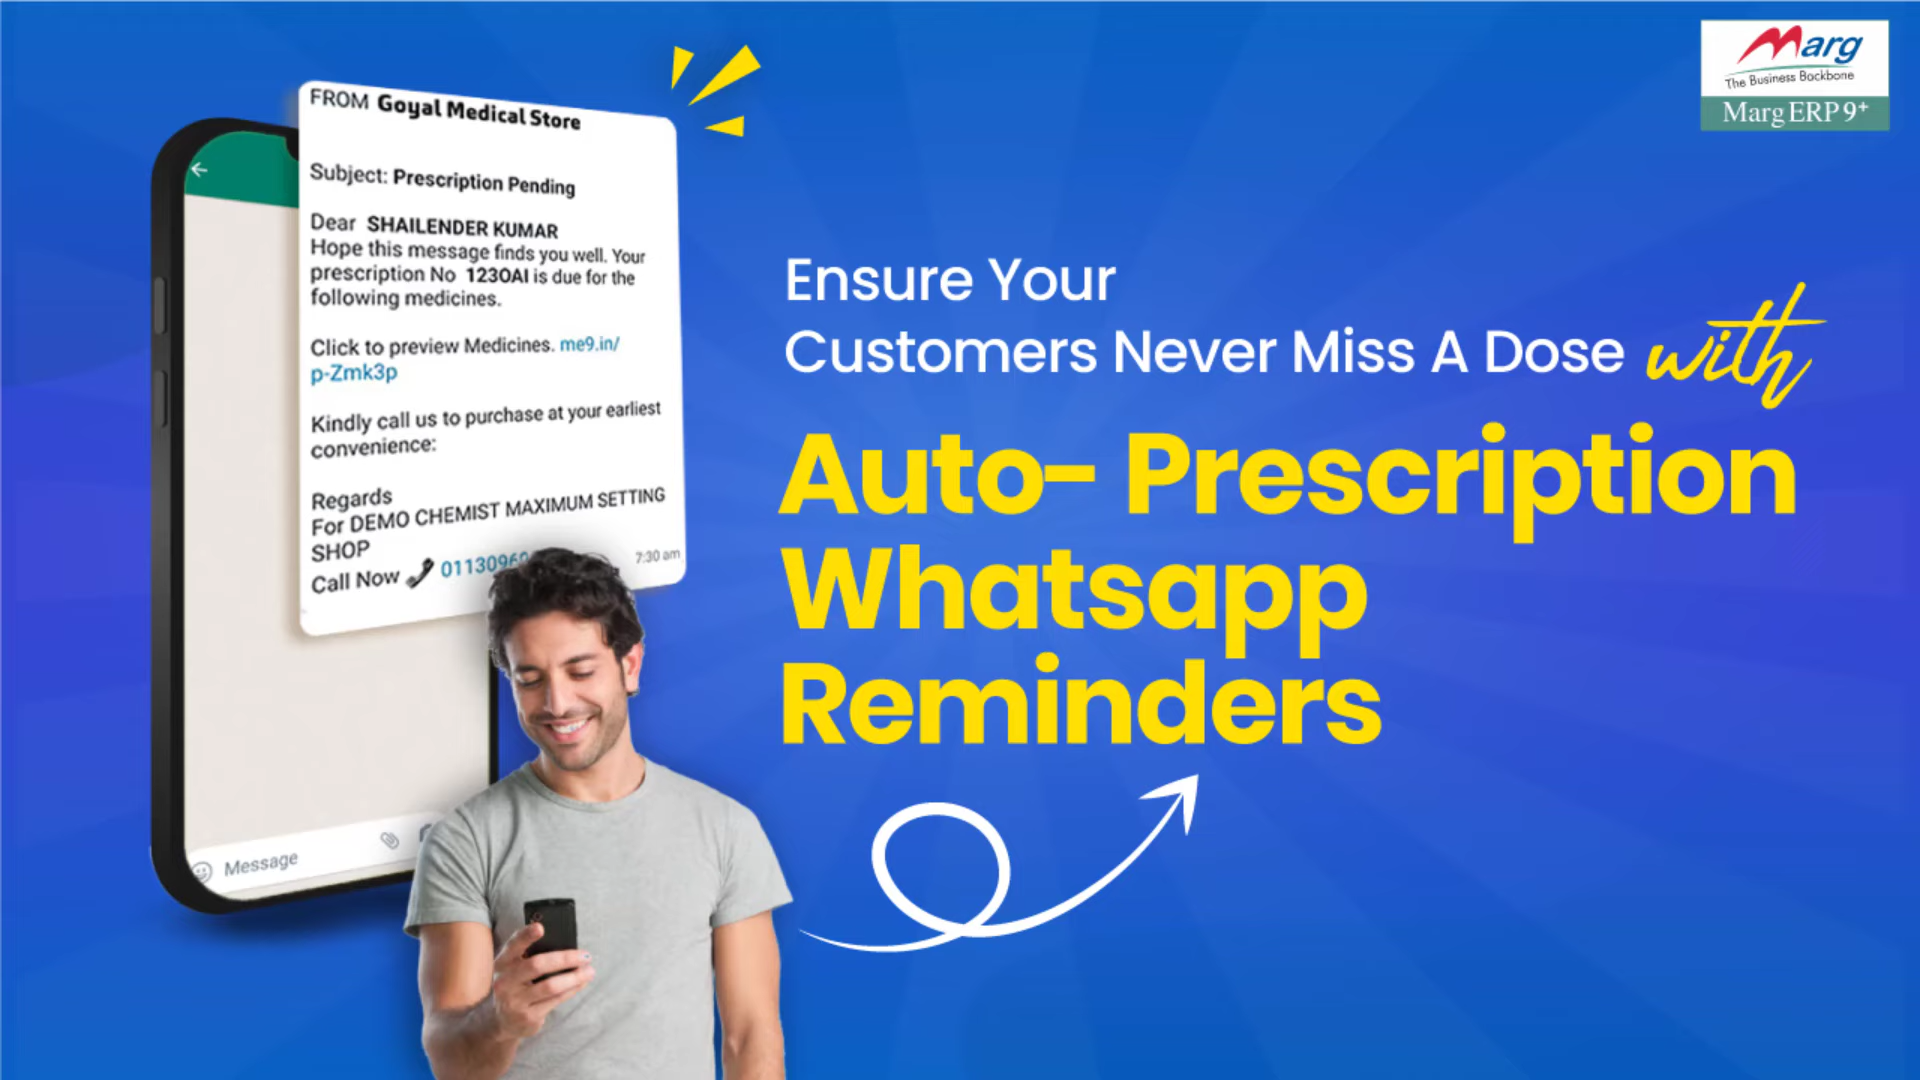 Marg
The Business Backbone
Marg ERP 9+
FROM Goyal Medical Store
Subject: Prescription Pending
Dear SHAILENDER KUMAR
Hope this message finds you well. Your
prescription No 123OAI is due for the
following medicines.
Click to preview Medicines. me9.in/
p-Zmk3p
Kindly call us to purchase at your earliest
convenience:
Regards
For DEMO CHEMIST MAXIMUM SETTING
SHOP
Call Now 01130969
7:30 am
Message
Ensure Your
Customers Never Miss A Dose with
Auto- Prescription
Whatsapp
Reminders